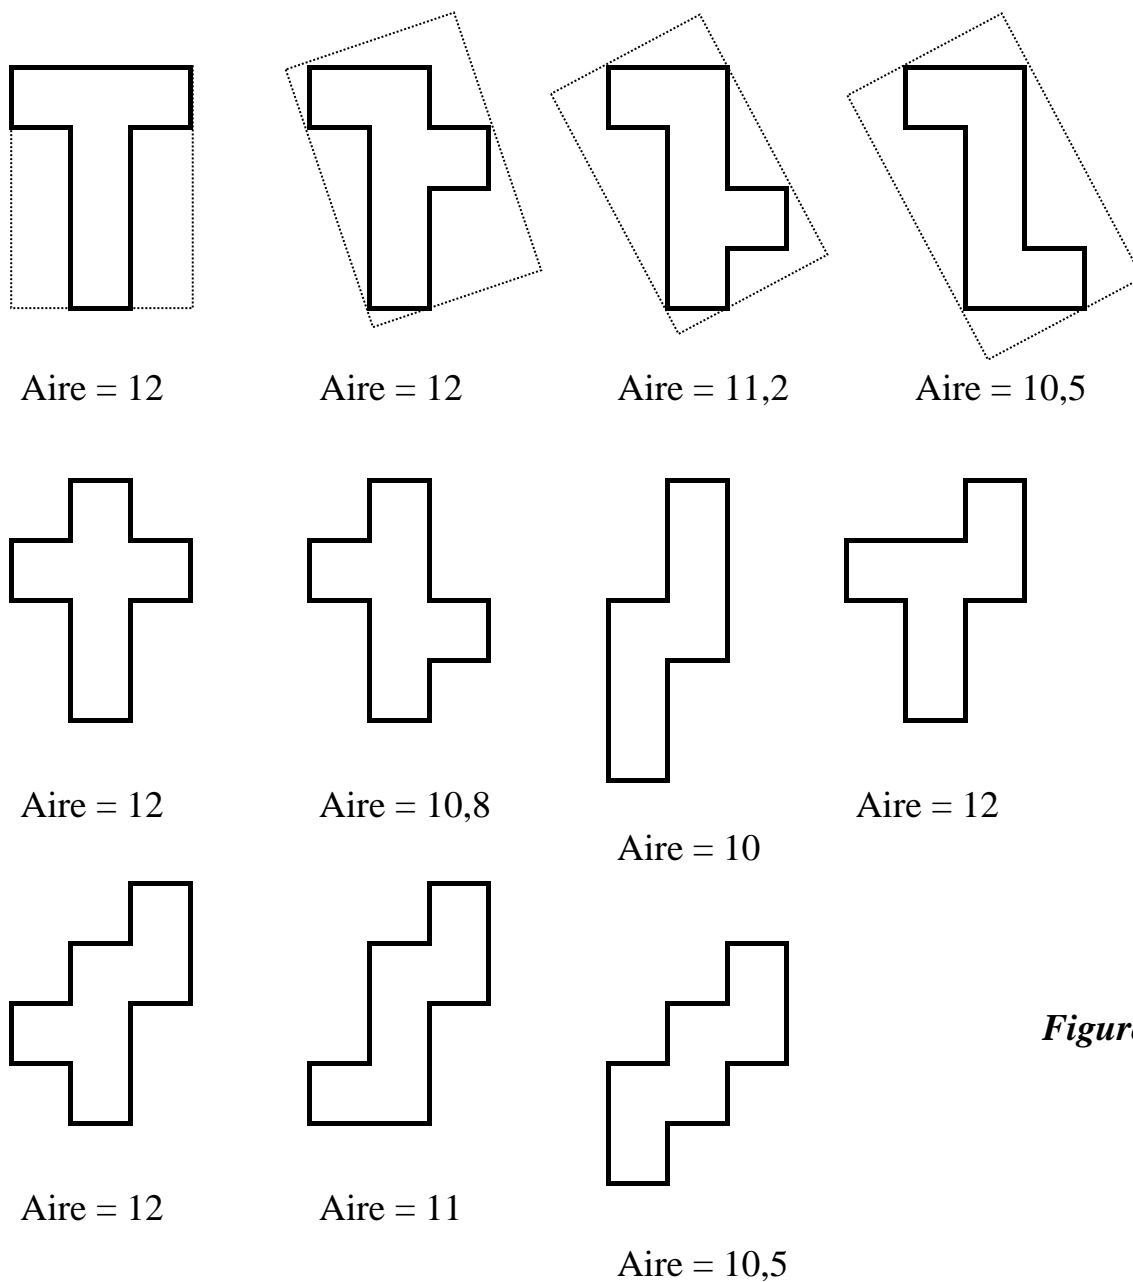 Aire = 12
Aire = 12
Aire = 11,2
Aire = 10,5
Aire = 12
Aire = 10,8
Aire = 10
Aire = 12
Figure
Aire = 12
Aire = 11
Aire = 10,5